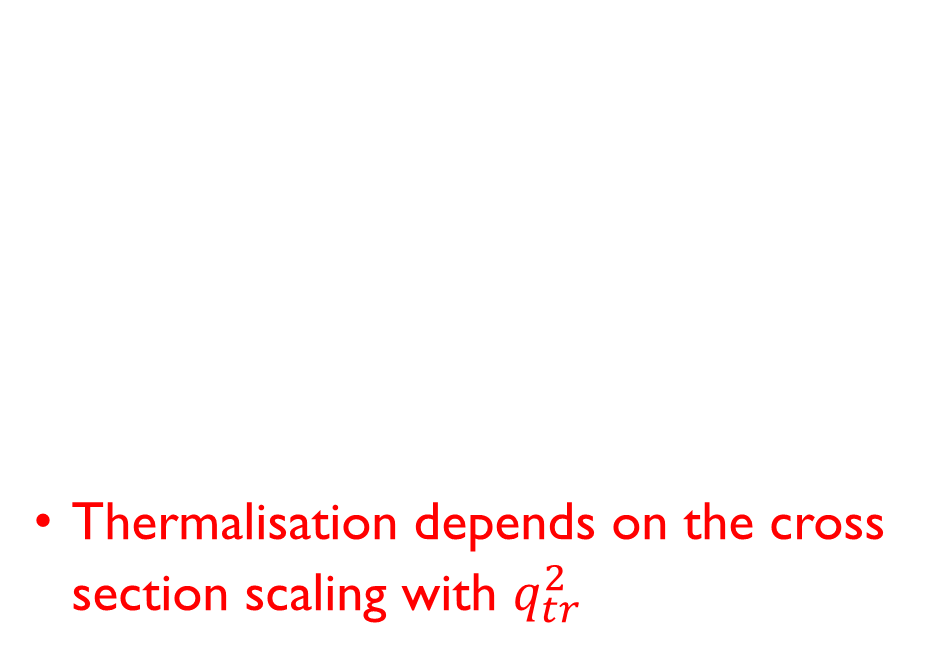 • Thermalisation depends on the cross
section scaling with $q_{tr}^{2}$